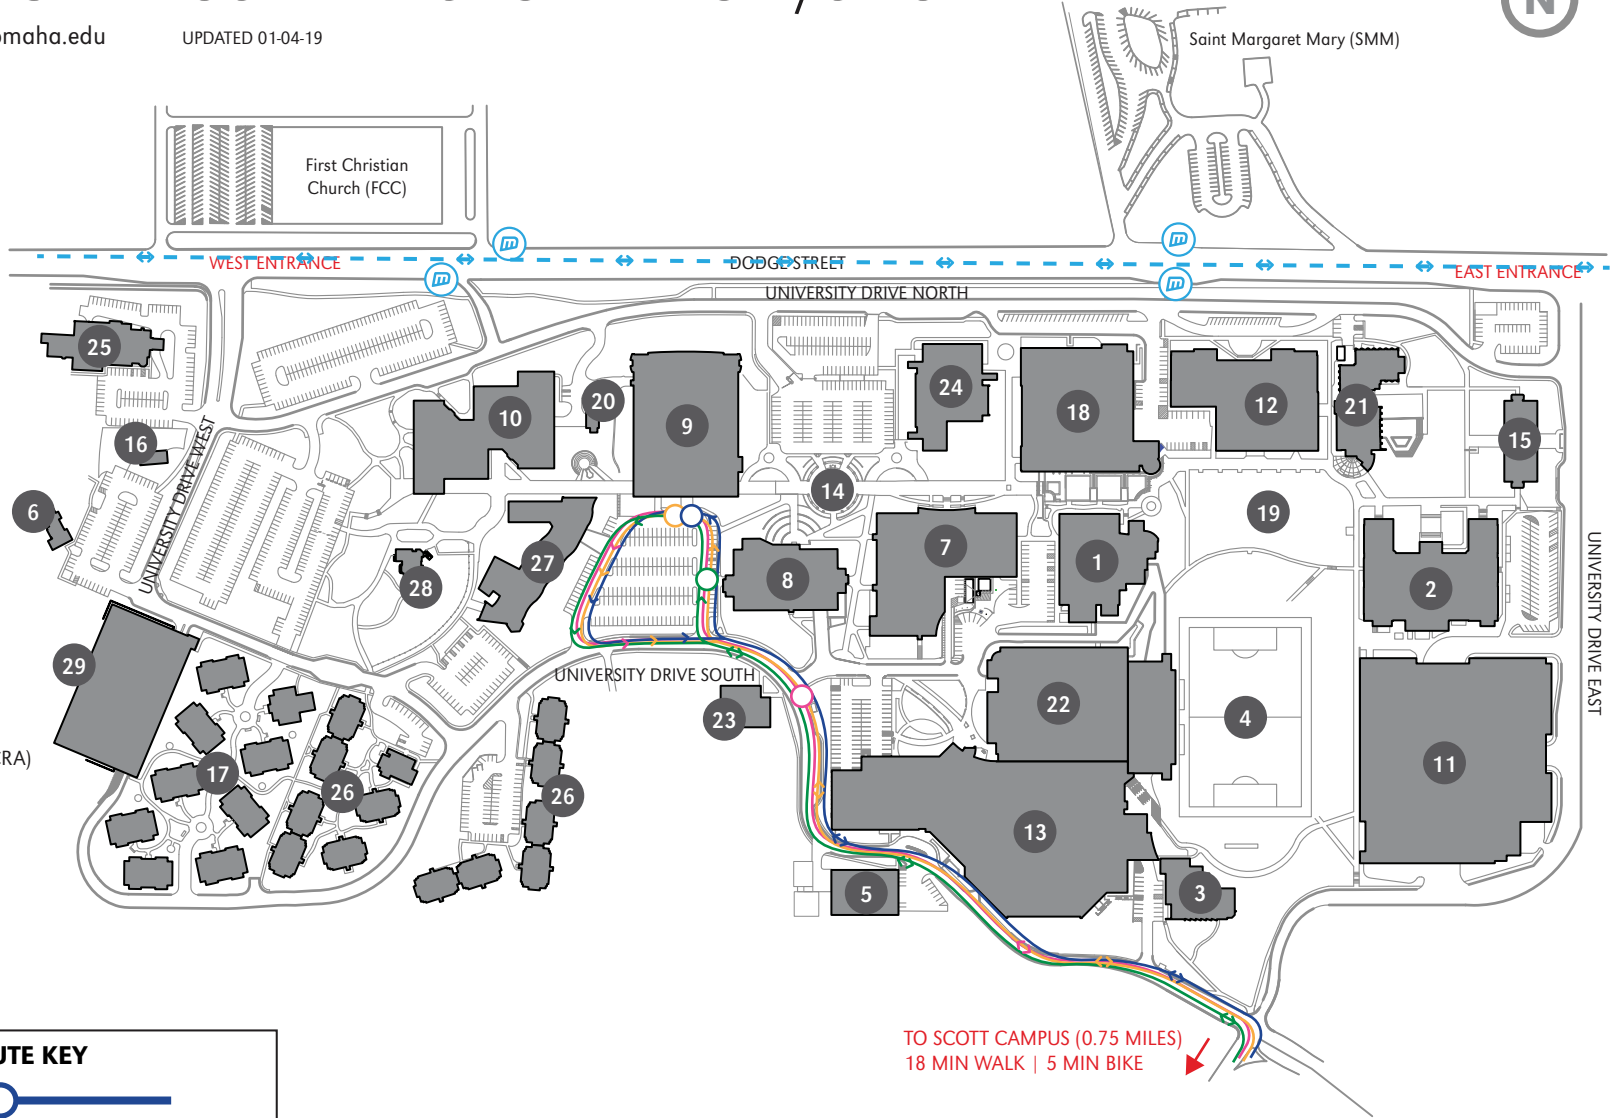 omaha.edu
UPDATED 01-04-19
N
Saint Margaret Mary (SMM)
First Christian
Church (FCC)
WEST ENTRANCE
DODGE STREET
EAST ENTRANCE
UNIVERSITY DRIVE NORTH
25
24
10
20
9
18
12
21
15
16
UNIVERSITY DRIVE WEST
14
6
19
27
7
1
28
8
2
UNIVERSITY DRIVE EAST
29
UNIVERSITY DRIVE SOUTH
23
22
4
CRA)
17
26
26
11
13
5
3
TO SCOTT CAMPUS (0.75 MILES)
18 MIN WALK | 5 MIN BIKE
UTE KEY